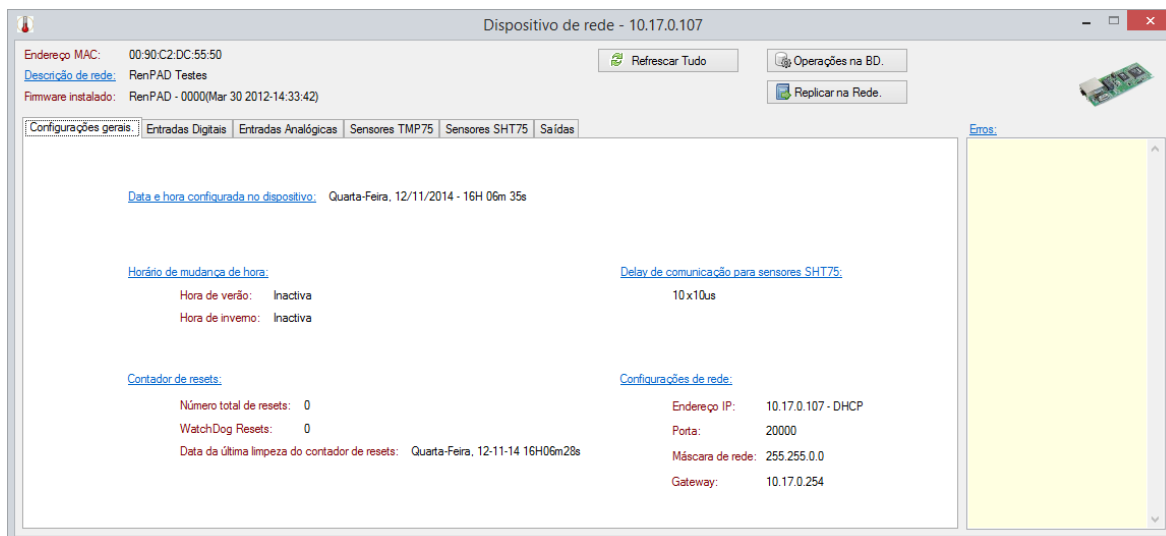 Dispositivo de rede - 10.17.0.107
Endereço MAC: 00:90:C2:DC:55:50
Descrição de rede: RenPAD Testes
Firmware instalado: RenPAD - 0000(Mar 30 2012-14:33:42)
Refrescar Tudo
Operações na BD.
Replicar na Rede.
Configurações gerais. Entradas Digitais Entradas Analógicas Sensores TMP75 Sensores SHT75 Saídas
Erros:
Data e hora configurada no dispositivo: Quarta-Feira, 12/11/2014 - 16H 06m 35s
Horário de mudança de hora:
Hora de verão: Inactiva
Hora de inverno: Inactiva
Delay de comunicação para sensores SHT75:
10 x10us
Contador de resets:
Número total de resets: 0
WatchDog Resets: 0
Data da última limpeza do contador de resets: Quarta-Feira, 12-11-14 16H06m28s
Configurações de rede:
Endereço IP: 10.17.0.107 - DHCP
Porta: 20000
Máscara de rede: 255.255.0.0
Gateway: 10.17.0.254